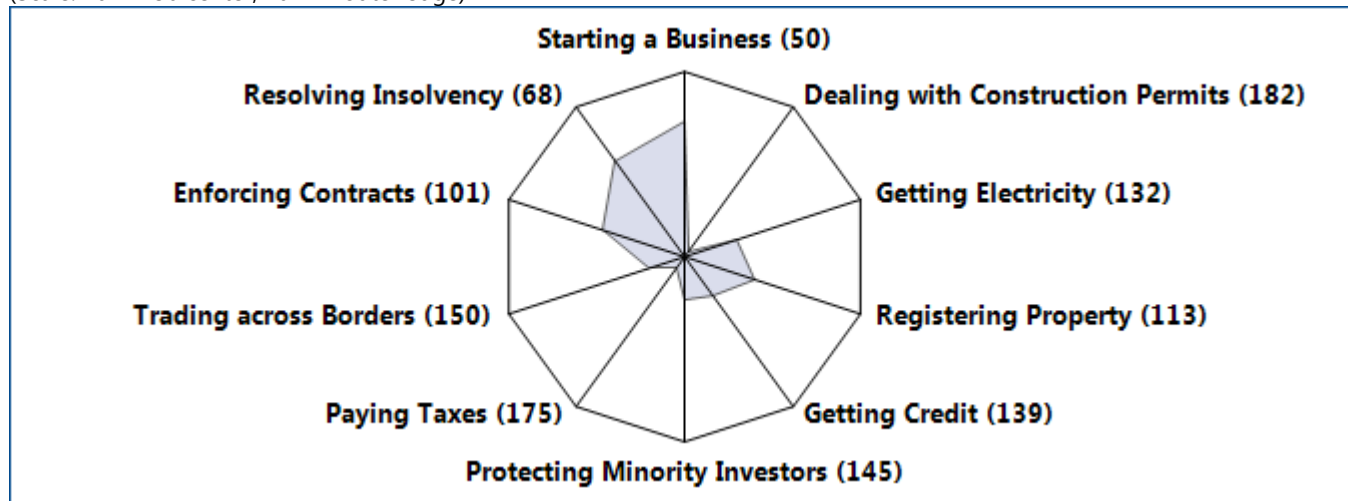 Starting a Business (50)
Resolving Insolvency (68)
Dealing with Construction Permits (182)
Enforcing Contracts (101)
Getting Electricity (132)
Trading across Borders (150)
Registering Property (113)
Paying Taxes (175)
Getting Credit (139)
Protecting Minority Investors (145)